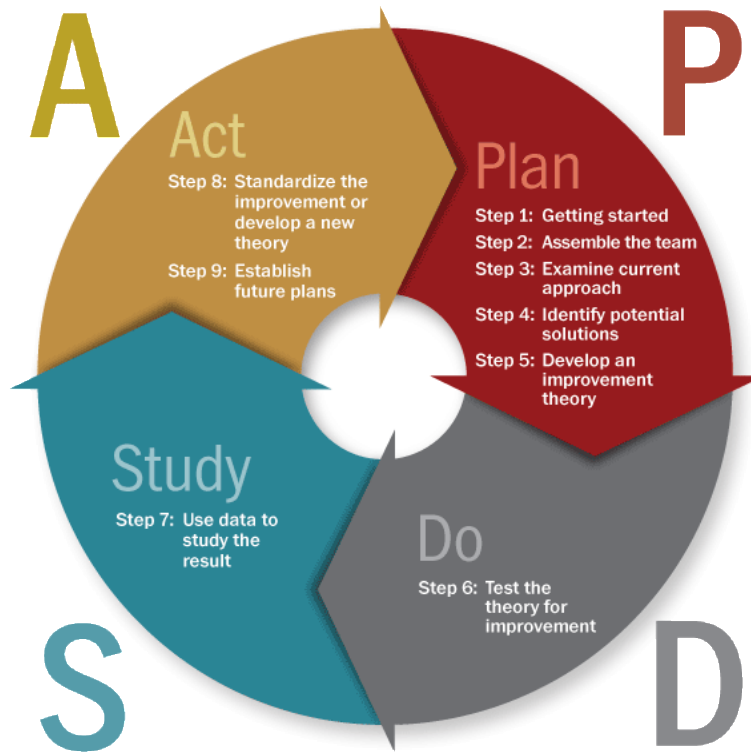 A
P
Act
Step 8: Standardize the
improvement or
develop a new
theory
Step 9: Establish
future plans
Plan
Step 1: Getting started
Step 2: Assemble the team
Step 3: Examine current
approach
Step 4: Identify potential
solutions
Step 5: Develop an
improvement
theory
Study
Step 7: Use data to
study the
result
Do
Step 6: Test the
theory for
improvement
S
D